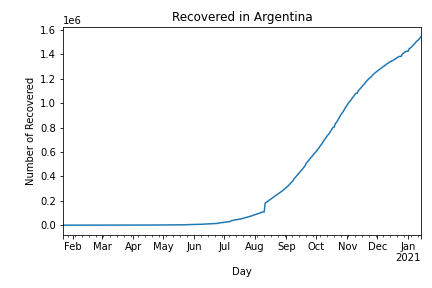 Recovered in Argentina
1e6
1.6
1.4
1.2
1.0
0.8
0.6
0.4
0.2
0.0
Number of Recovered
Feb Mar Apr May Jun Jul Aug Sep Oct Nov Dec Jan
2021
Day